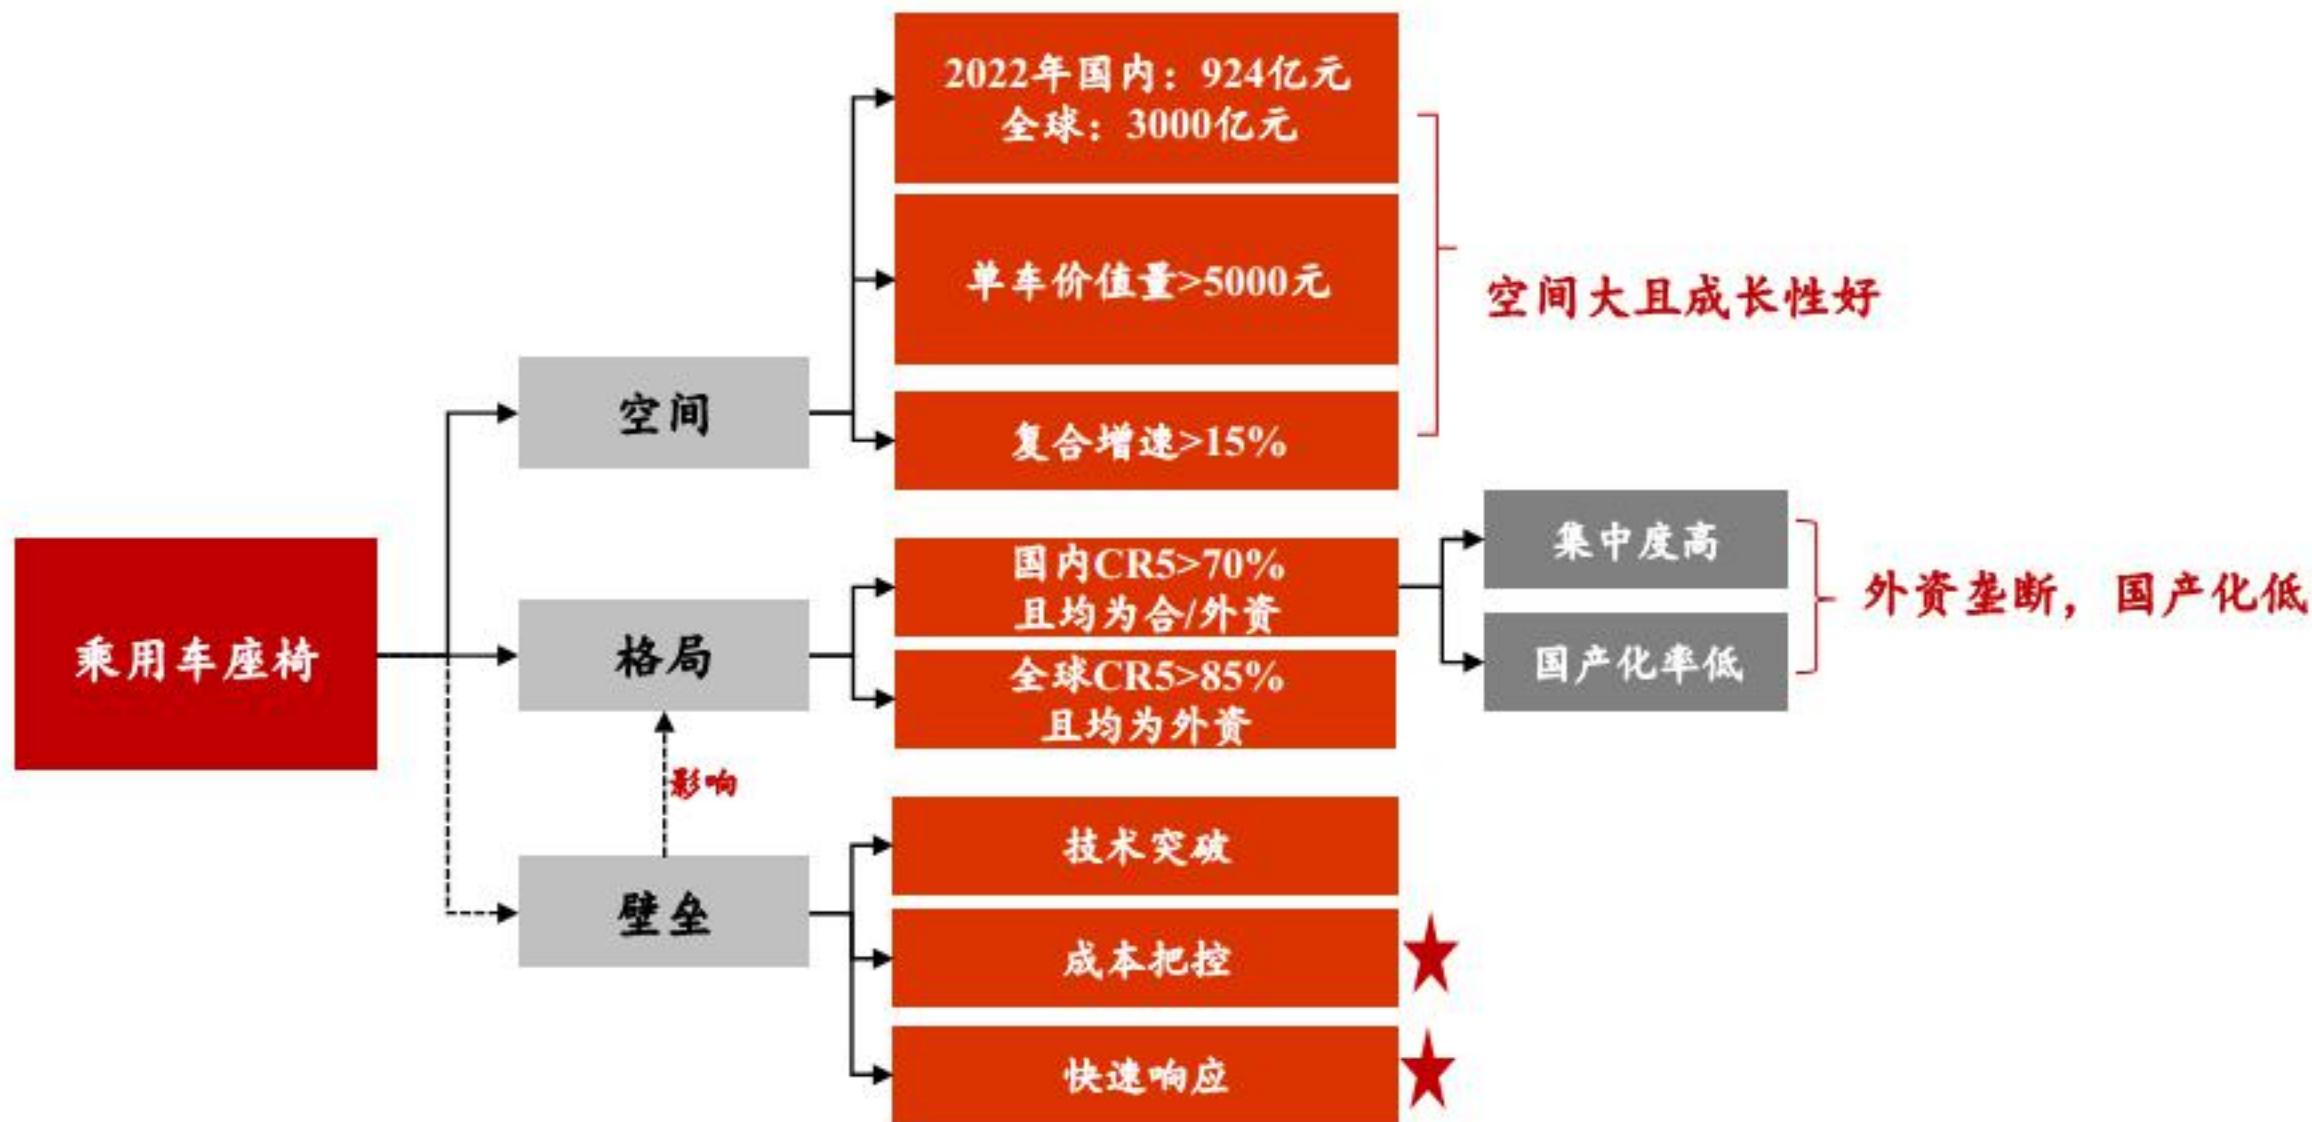 2022年国内：924亿元
全球：3000亿元
单车价值量>5000元
空间大且成长性好
空间
复合增速>15%
乘用车座椅
格局
国内CR5>70%
且均为合/外资
全球CR5>85%
且均为外资
集中度高
国产化率低
外资垄断，国产化低
影响
壁垒
技术突破
成本把控
快速响应